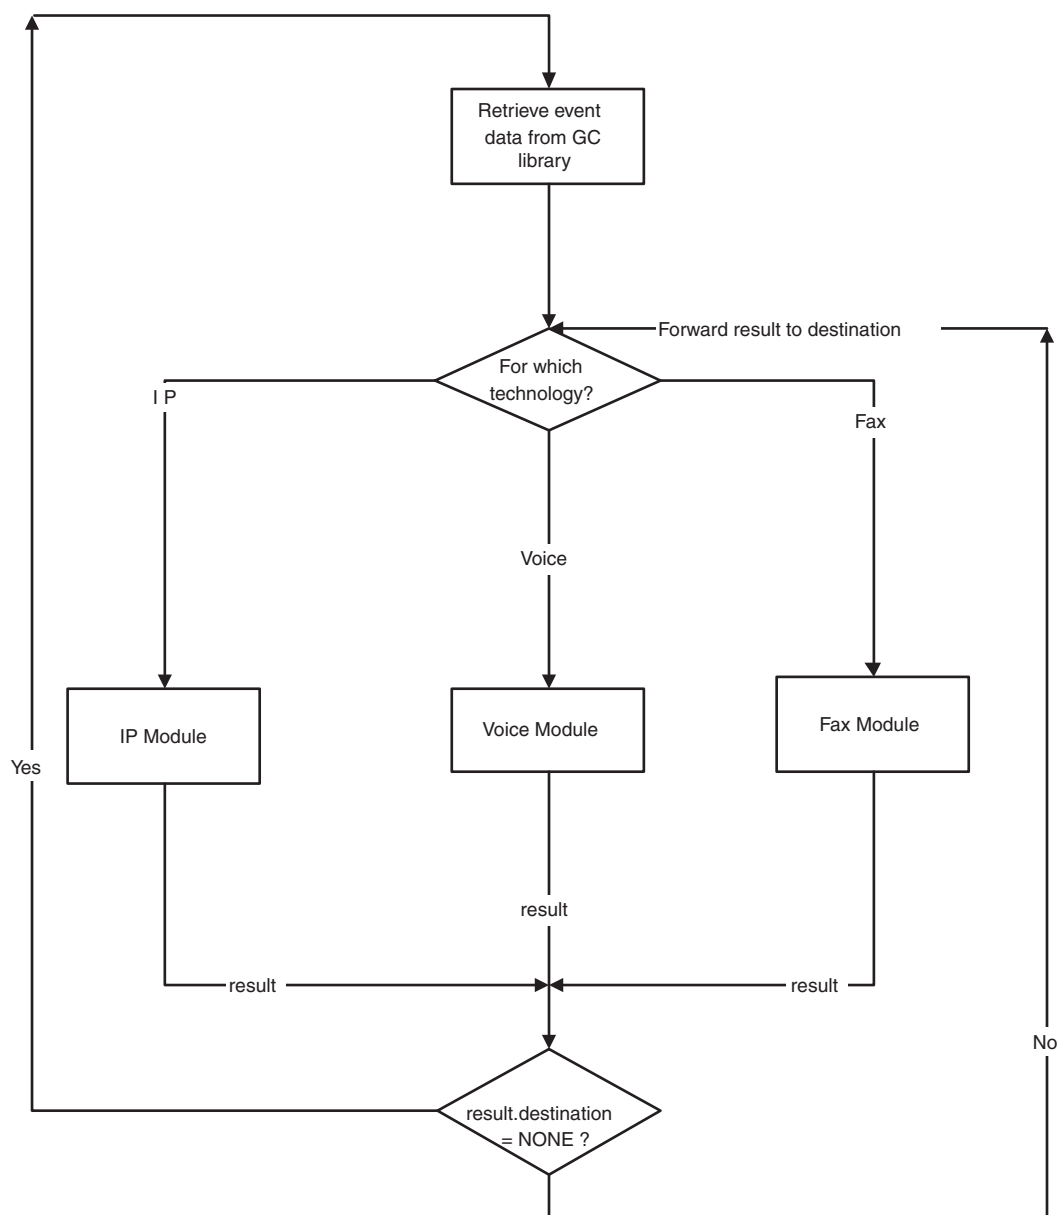 Retrieve event
data from GC
library
Forward result to destination
For which
technology?
I P
Fax
Voice
IP Module
Voice Module
Fax Module
Yes
result
result
result
No
result.destination
= NONE ?